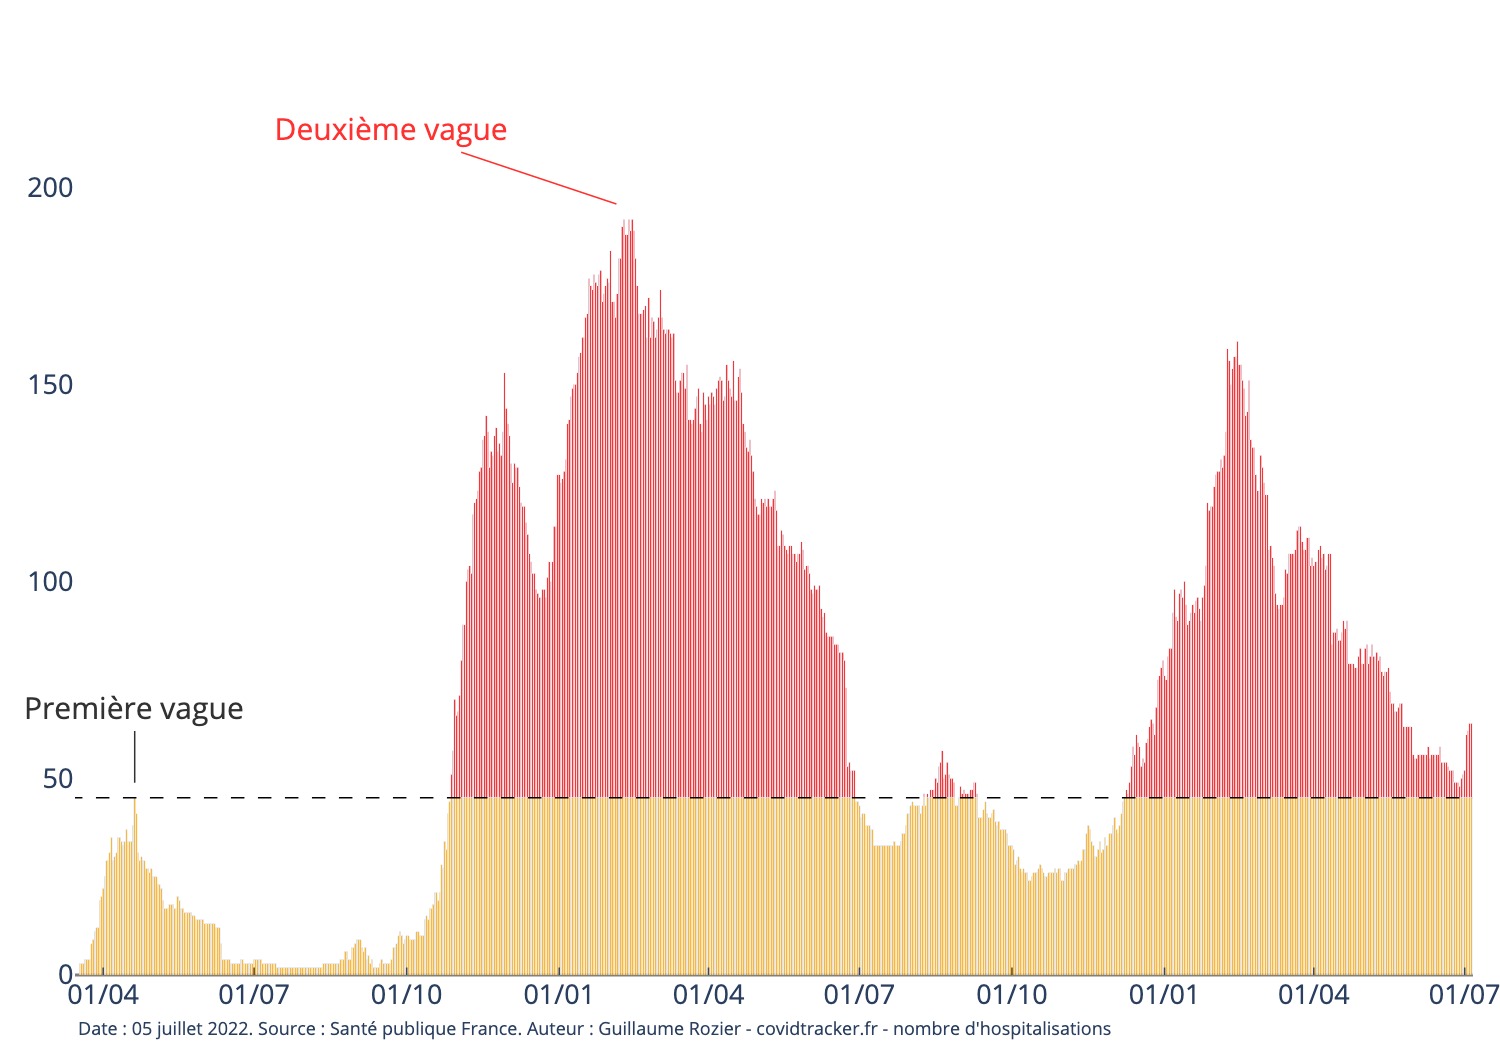 Deuxième vague
200
150
100
Première vague
50
0
01/04 01/07 01/10 01/01 01/04 01/07 01/10 01/01 01/04 01/07
Date : 05 juillet 2022. Source : Santé publique France. Auteur : Guillaume Rozier - covidtracker.fr - nombre d'hospitalisations